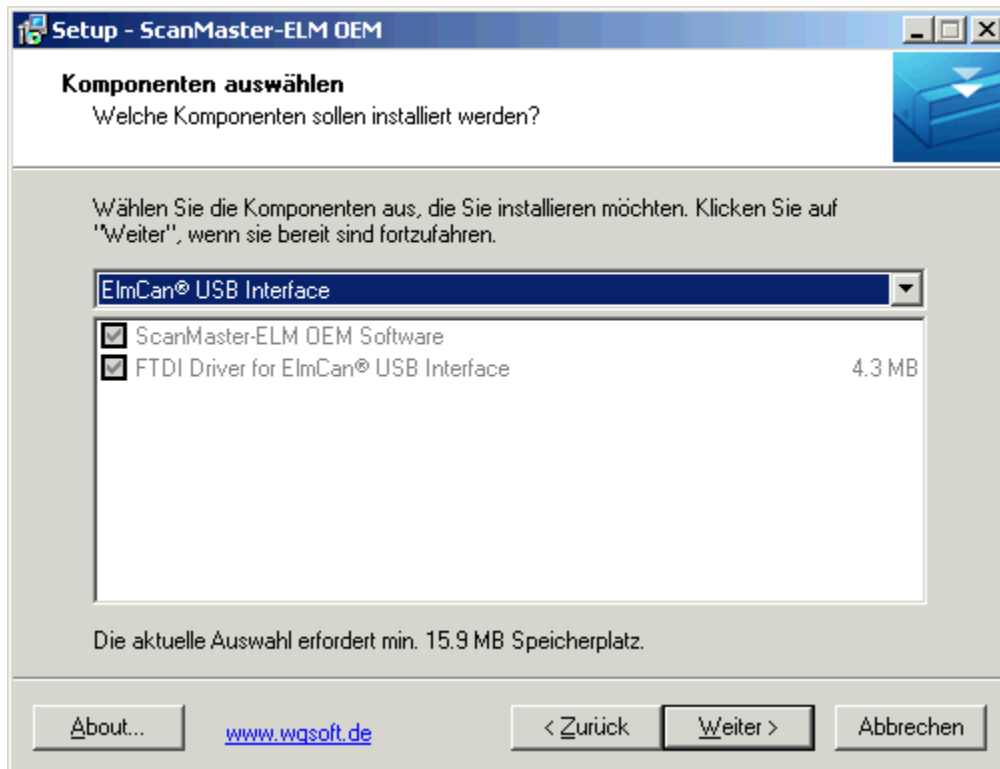 Setup - ScanMaster-ELM OEM
Komponenten auswählen
Welche Komponenten sollen installiert werden?
Wählen Sie die Komponenten aus, die Sie installieren möchten. Klicken Sie auf
"Weiter", wenn sie bereit sind fortzufahren.
ElmCan® USB Interface
ScanMaster-ELM OEM Software
FTDI Driver for ElmCan® USB Interface 4.3 MB
Die aktuelle Auswahl erfordert min. 15.9 MB Speicherplatz.
About... www.wgsoft.de < Zurück Weiter > Abbrechen